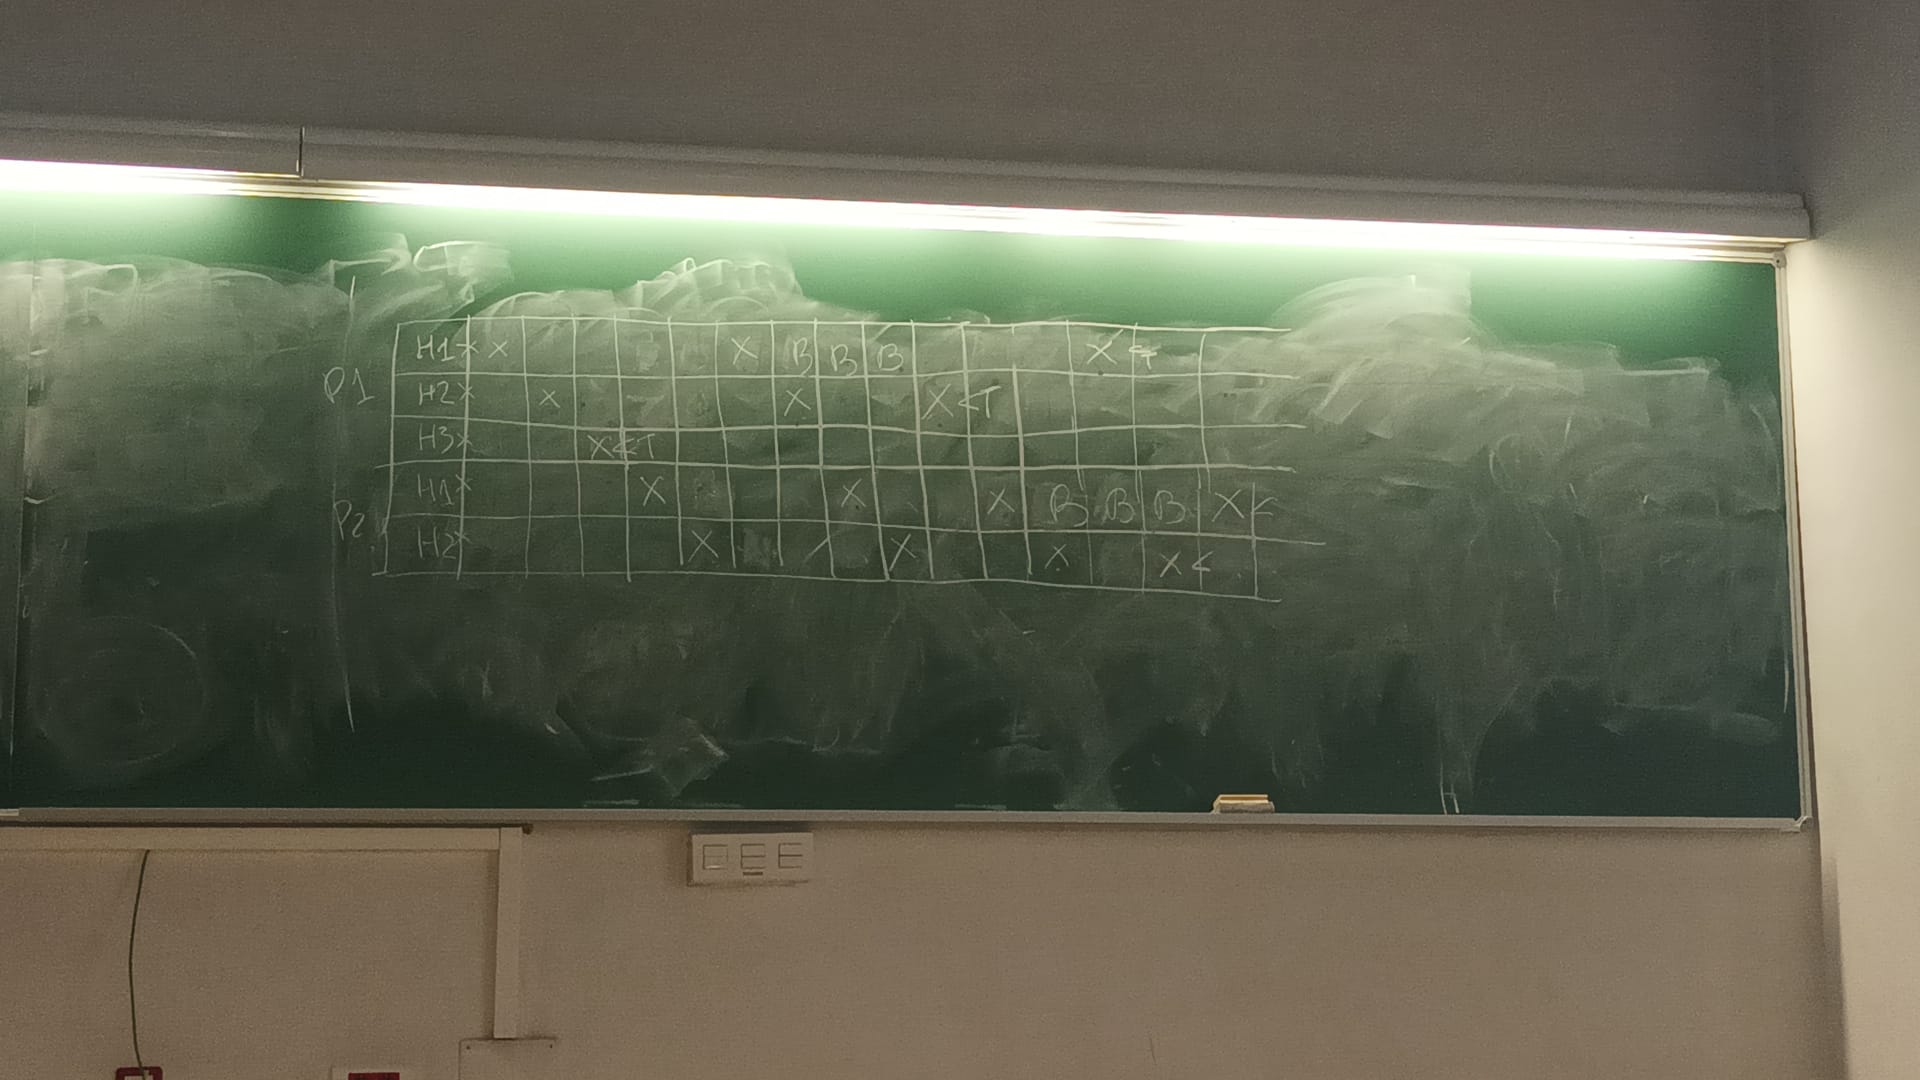 H1 x x X B B B X <T
P1 H2 x x X X <T
H3 x X <T
H1 x X X X B B B X <
P2 H2 x X X x x <